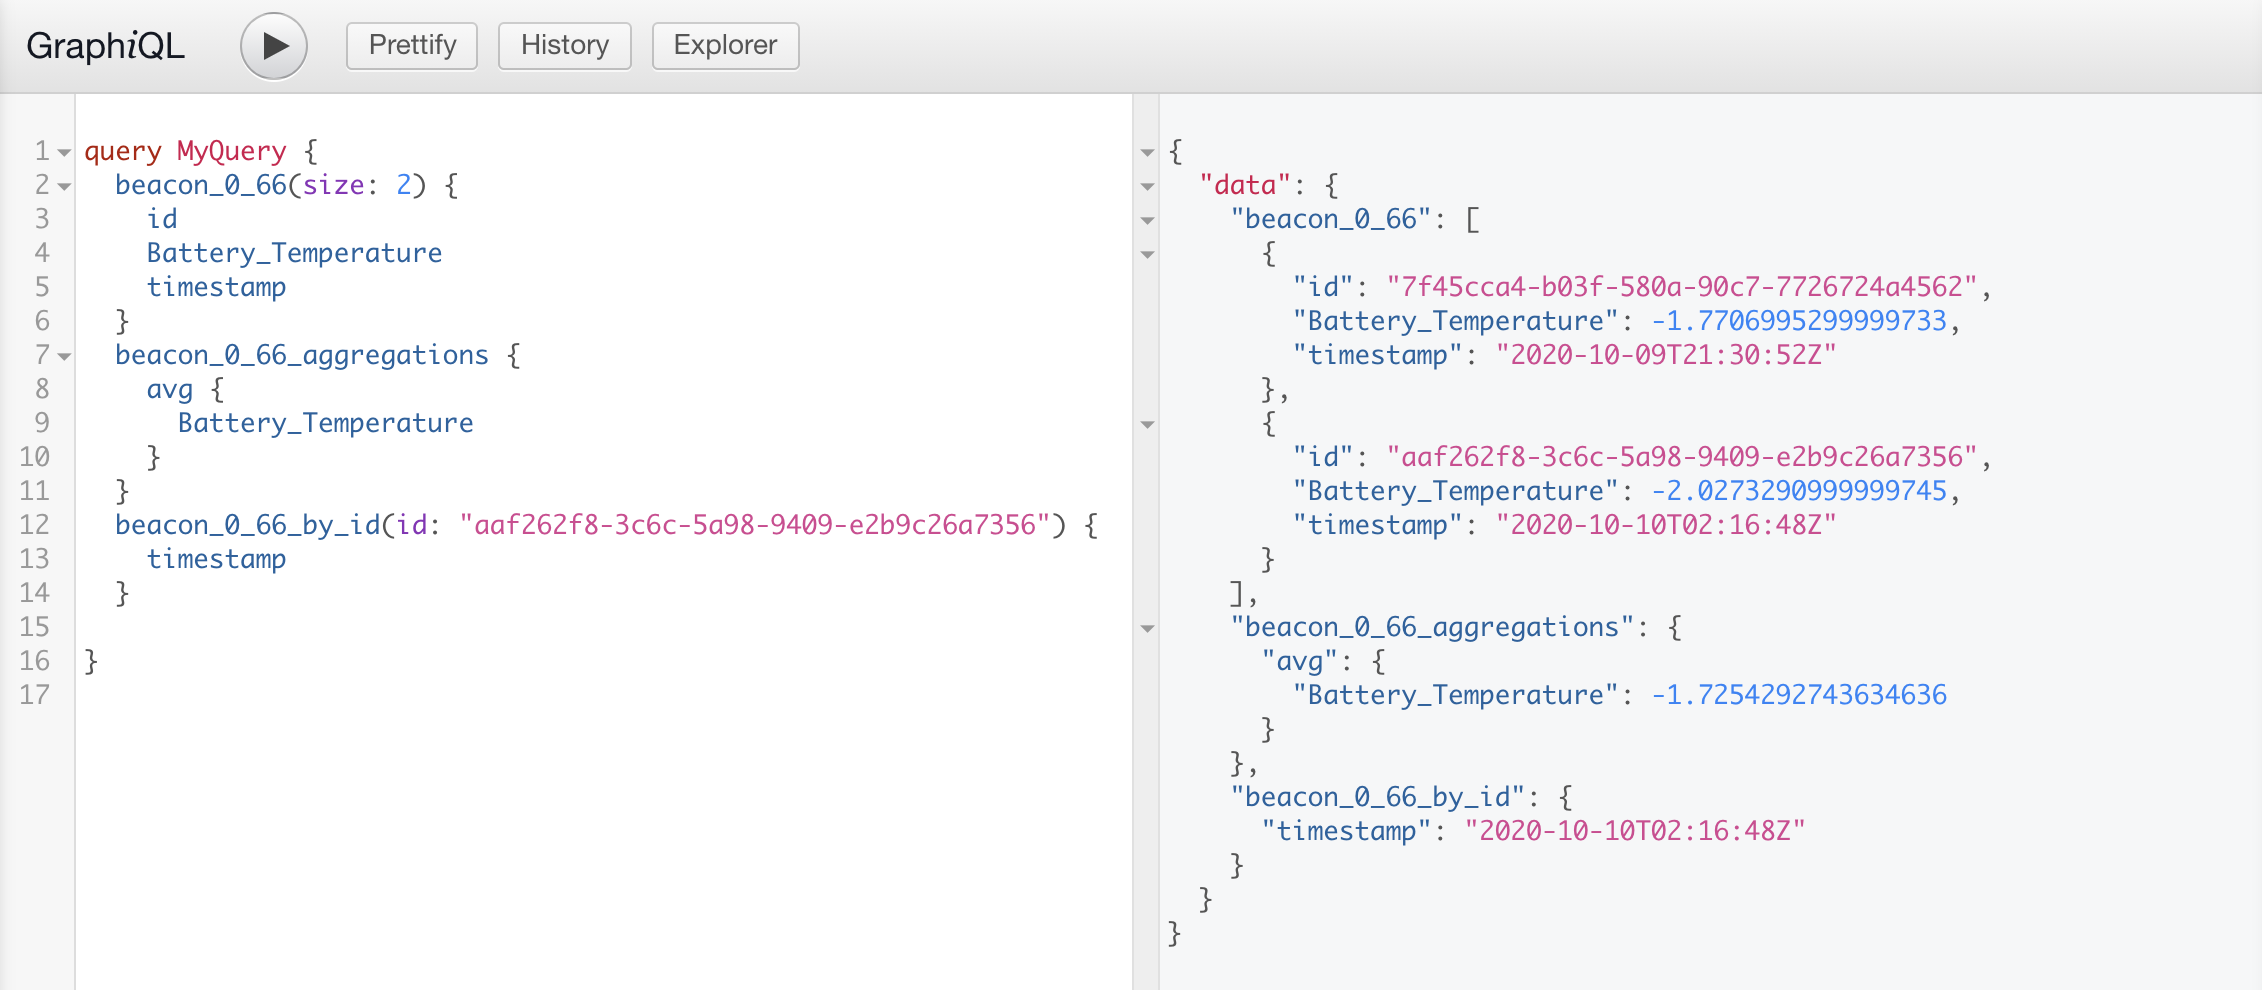 GraphiQL
Prettify
History
Explorer
1 query MyQuery {
2 beacon_0_66(size: 2) {
3 id
4 Battery_Temperature
5 timestamp
6 }
7 beacon_0_66_aggregations {
8 avg {
9 Battery_Temperature
10 }
11 }
12 beacon_0_66_by_id(id: "aaf262f8-3c6c-5a98-9409-e2b9c26a7356") {
13 timestamp
14 }
15
16 }
17
{
"data": {
"beacon_0_66": [
{
"id": "7f45cca4-b03f-580a-90c7-7726724a4562",
"Battery_Temperature": -1.7706995299999733,
"timestamp": "2020-10-09T21:30:52Z"
},
{
"id": "aaf262f8-3c6c-5a98-9409-e2b9c26a7356",
"Battery_Temperature": -2.0273290999999745,
"timestamp": "2020-10-10T02:16:48Z"
}
],
"beacon_0_66_aggregations": {
"avg": {
"Battery_Temperature": -1.7254292743634636
}
},
"beacon_0_66_by_id": {
"timestamp": "2020-10-10T02:16:48Z"
}
}
}